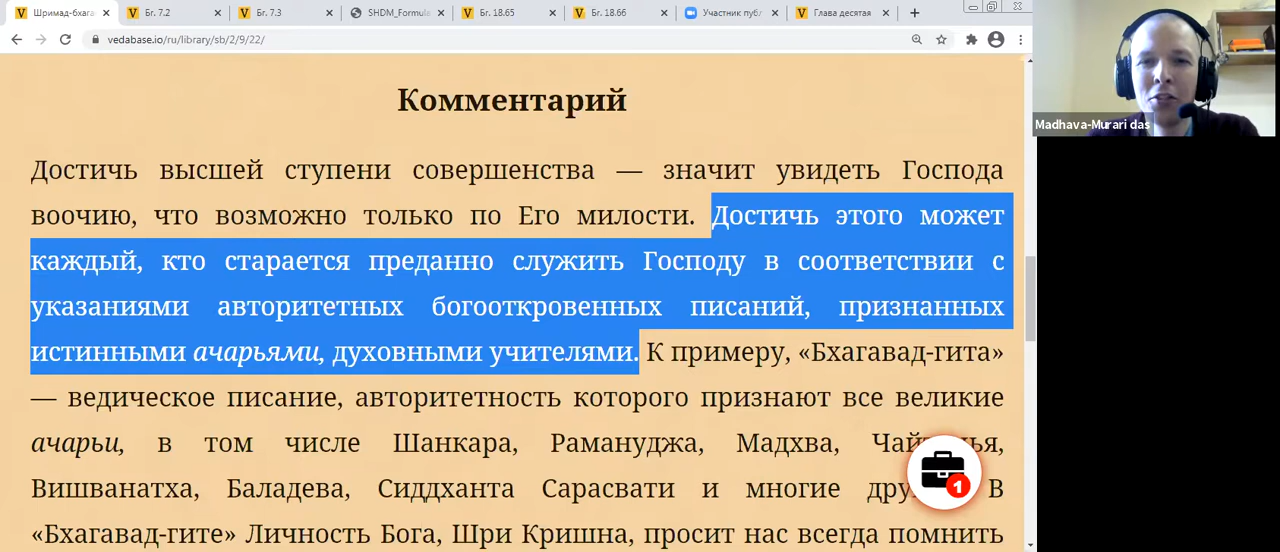 Шримад-бхаг
Бг. 7.2
Бг. 7.3
SHDM_Formula
Бг. 18.65
Бг. 18.66
Участник пуб
Глава десятая
vedabase.io/ru/library/sb/2/9/22/
Madhava-Murari das
Комментарий
Достичь высшей ступени совершенства — значит увидеть Господа
воочию, что возможно только по Его милости. Достичь этого может
каждый, кто старается преданно служить Господу в соответствии с
указаниями авторитетных богооткровенных писаний, признанных
истинными ачарьями, духовными учителями. К примеру, «Бхагавад-гита»
— ведическое писание, авторитетность которого признают все великие
ачарьи, в том числе Шанкара, Рамануджа, Мадхва,
Вишванатха, Баладева, Сиддханта Сарасвати и многие В
«Бхагавад-гите» Личность Бога, Шри Кришна, просит нас всегда помнить
1